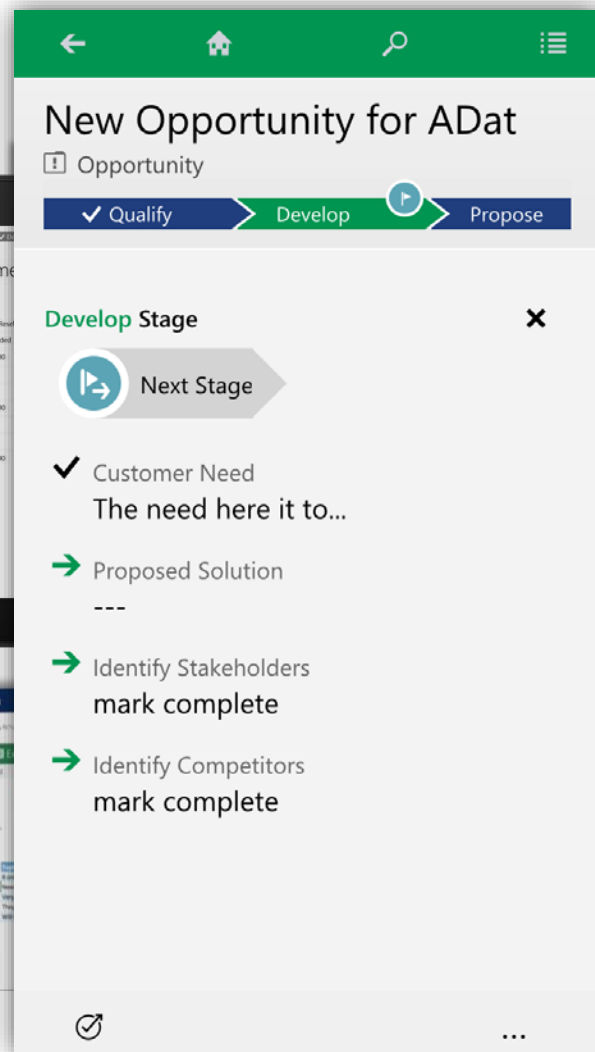 New Opportunity for ADat
Opportunity
Qualify
Develop
Propose
Develop Stage
Next Stage
Customer Need
The need here it to...
Proposed Solution
---
Identify Stakeholders
mark complete
Identify Competitors
mark complete
...